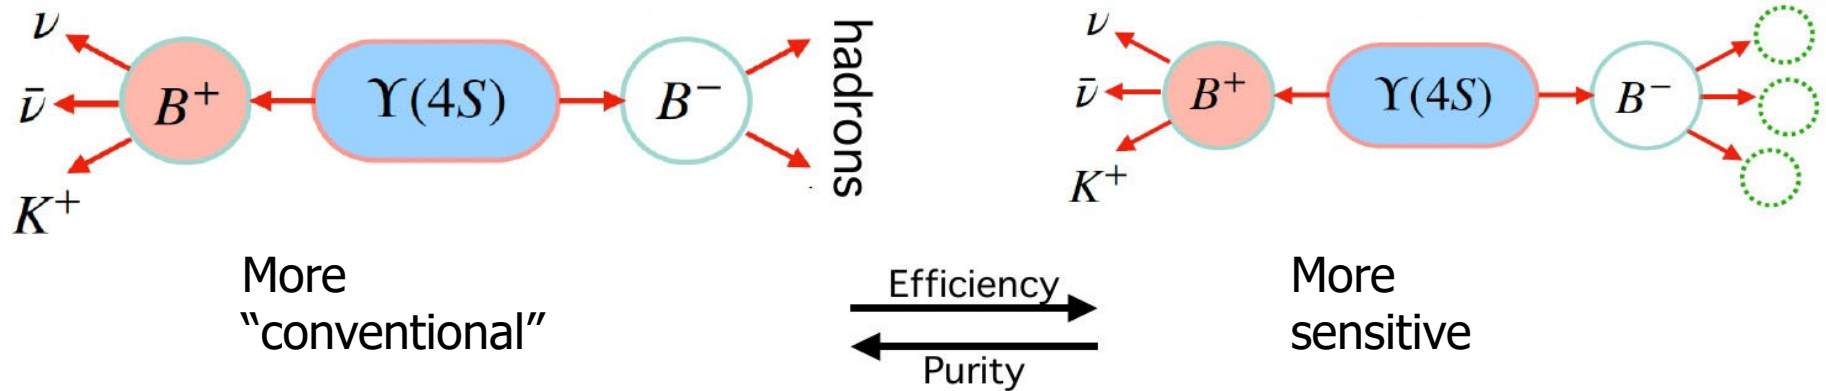 ν
ν̄
K⁺
B⁺
Υ(4S)
B⁻
hadrons
More
“conventional”
Efficiency
Purity
ν
ν̄
K⁺
B⁺
Υ(4S)
B⁻
More
sensitive